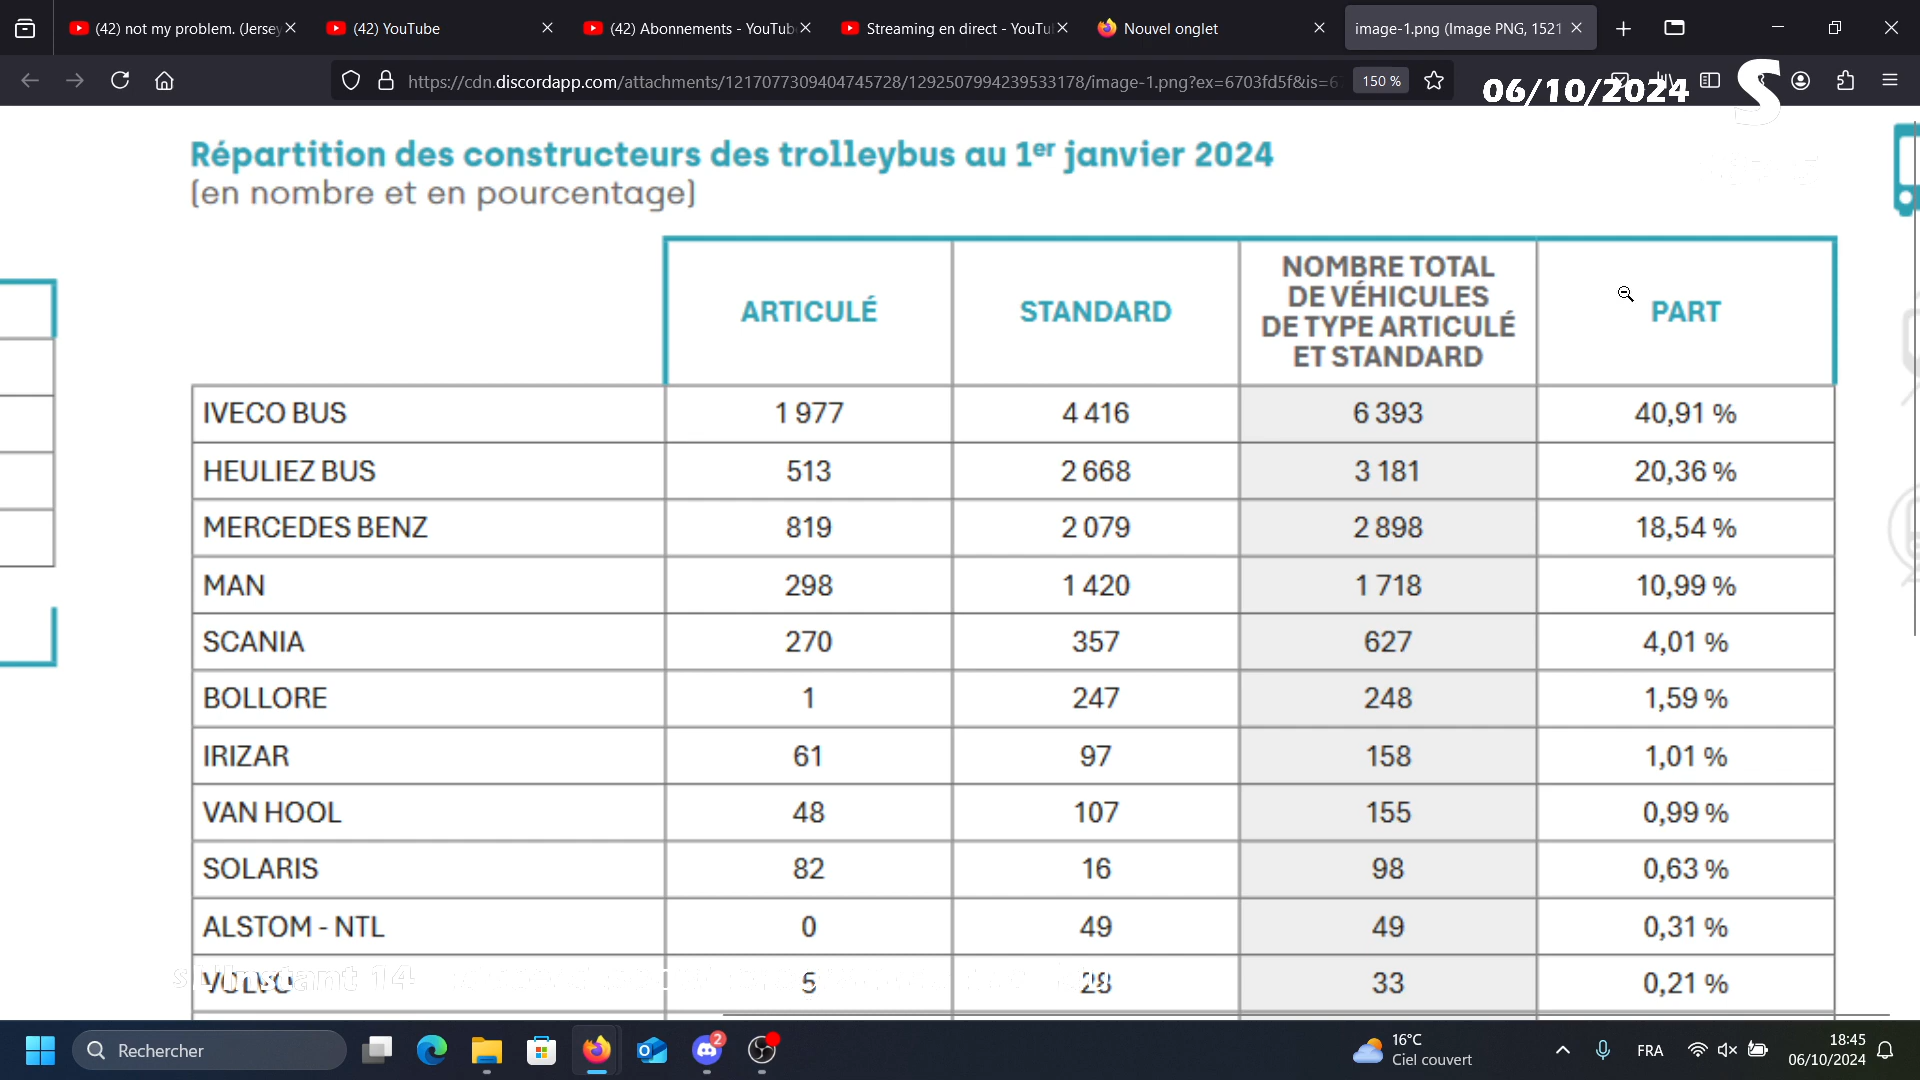 (42) not my problem. (Jersey
(42) YouTube
(42) Abonnements - YouTub
Streaming en direct - YouTu
Nouvel onglet
image-1.png (Image PNG, 1521
https://cdn.discordapp.com/attachments/1217077309404745728/1292507994239533178/image-1.png?ex=6703fd5f&is=6
150 %
06/10/2024
S
Répartition des constructeurs des trolleybus au 1er janvier 2024
(en nombre et en pourcentage)
ARTICULÉ STANDARD NOMBRE TOTAL DE VÉHICULES DE TYPE ARTICULÉ ET STANDARD PART
IVECO BUS 1 977 4 416 6 393 40,91 %
HEULIEZ BUS 513 2 668 3 181 20,36 %
MERCEDES BENZ 819 2 079 2 898 18,54 %
MAN 298 1 420 1 718 10,99 %
SCANIA 270 357 627 4,01 %
BOLLORE 1 247 248 1,59 %
IRIZAR 61 97 158 1,01 %
VAN HOOL 48 107 155 0,99 %
SOLARIS 82 16 98 0,63 %
ALSTOM - NTL 0 49 49 0,31 %
VOLVO 5 28 33 0,21 %
L'Instant 14
Rechercher
2
16°C
Ciel couvert
FRA
18:45
06/10/2024